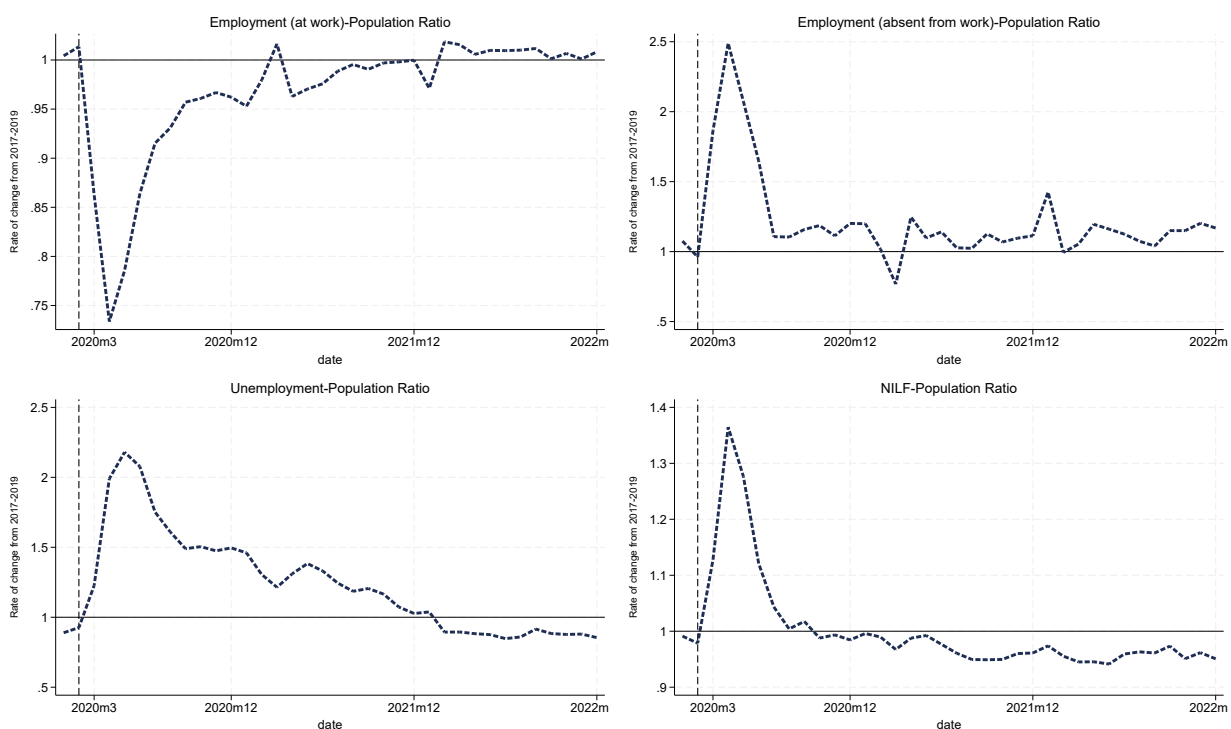 Employment (at work)-Population Ratio
Rate of change from 2017-2019
1
.95
.9
.85
.8
.75
2020m3 2020m12 2021m12 2022m
date
Employment (absent from work)-Population Ratio
Rate of change from 2017-2019
2.5
2
1.5
1
.5
2020m3 2020m12 2021m12 2022m
date
Unemployment-Population Ratio
Rate of change from 2017-2019
2.5
2
1.5
1
.5
2020m3 2020m12 2021m12 2022m
date
NILF-Population Ratio
Rate of change from 2017-2019
1.4
1.3
1.2
1.1
1
.9
2020m3 2020m12 2021m12 2022m
date